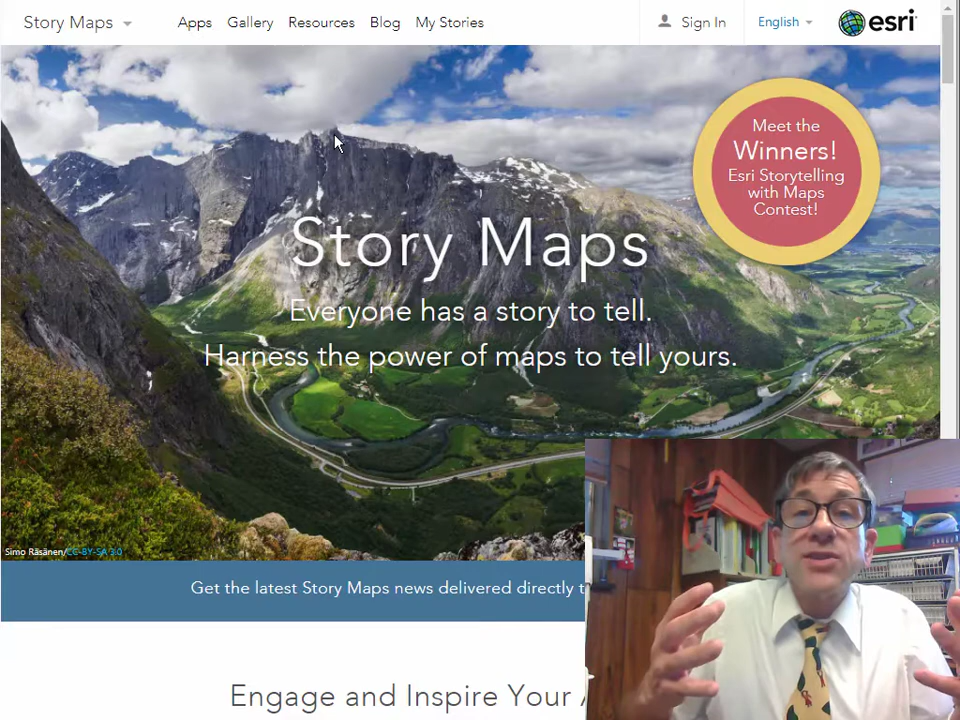 Story Maps
Apps Gallery Resources Blog My Stories
Sign In
English
esri
Meet the
Winners!
Esri Storytelling
with Maps
Contest!
Story Maps
Everyone has a story to tell.
Harness the power of maps to tell yours.
Simo Räsänen/CC-BY-SA 3.0
Get the latest Story Maps news delivered directly
Engage and Inspire Your